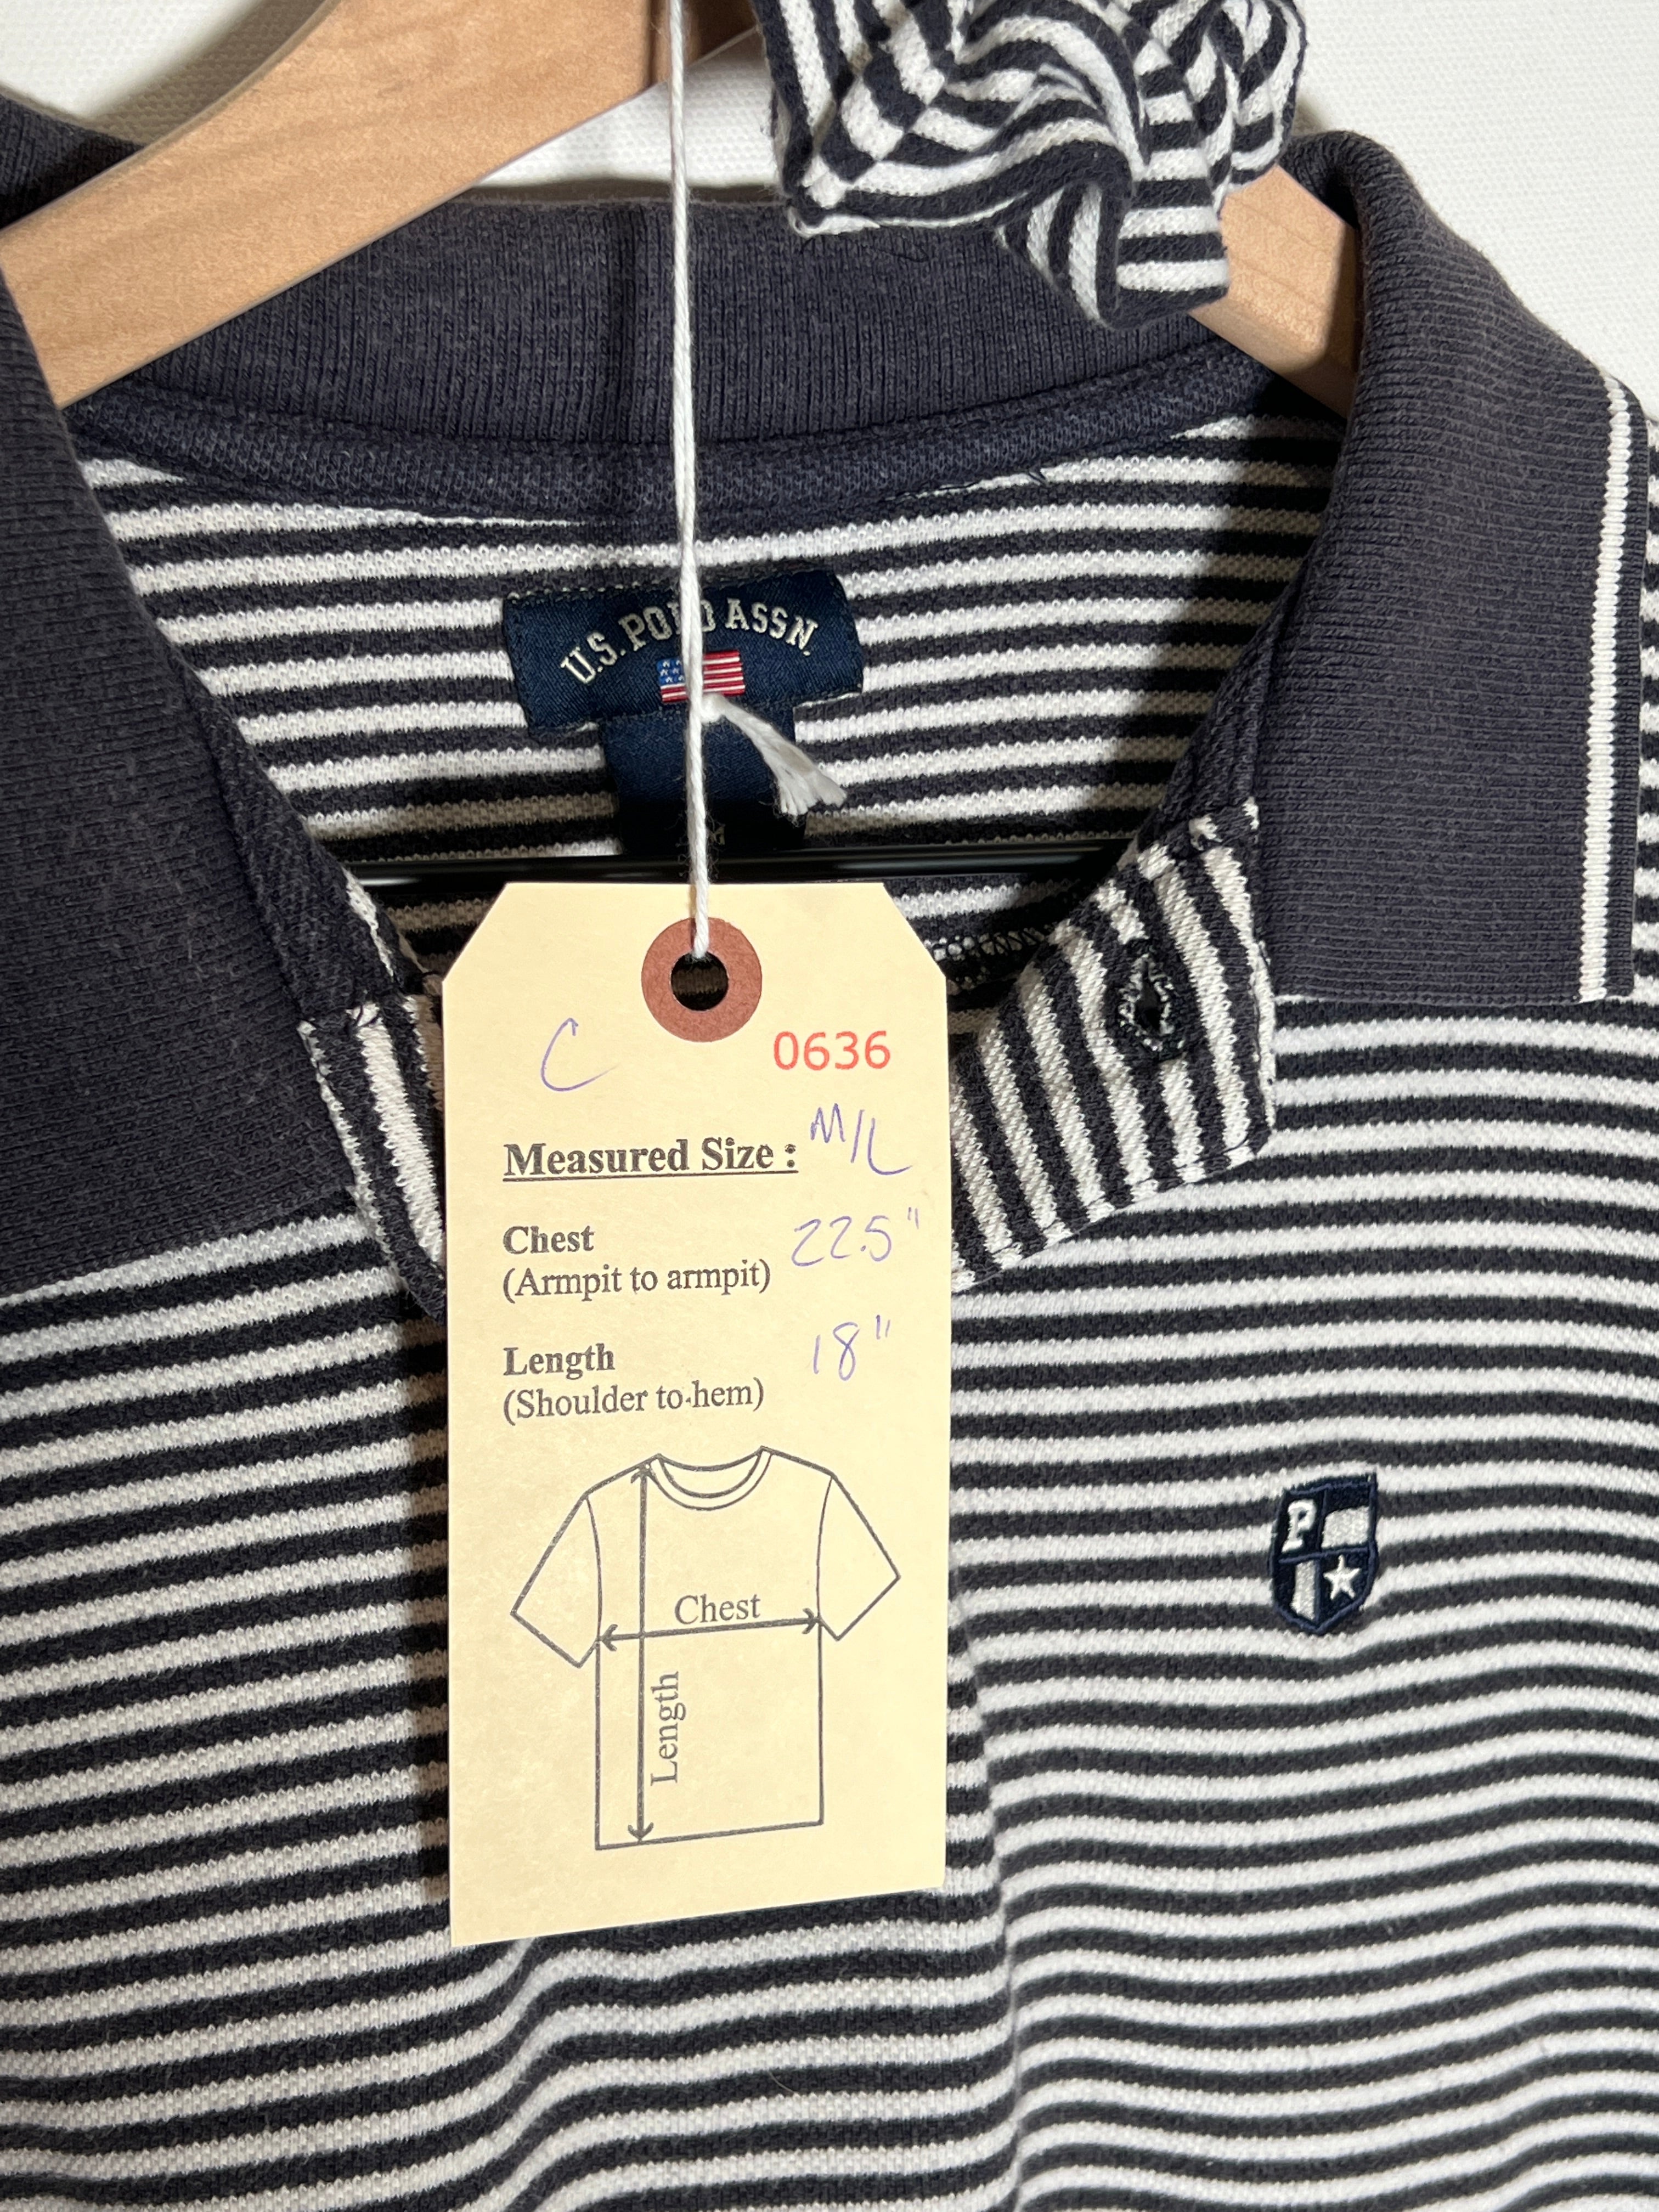 U.S. POLO ASSN.
C 0636
Measured Size : M/L
Chest 22.5"
(Armpit to armpit)
Length 18"
(Shoulder to hem)
Chest
Length
P